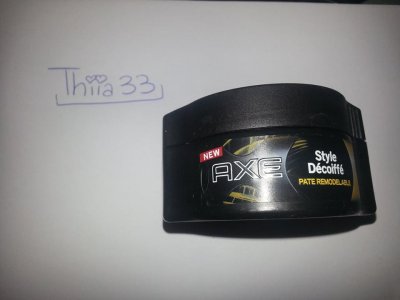 Thiia33
NEW
AXE
Style
Décoiffé
PATE REMODELABLE